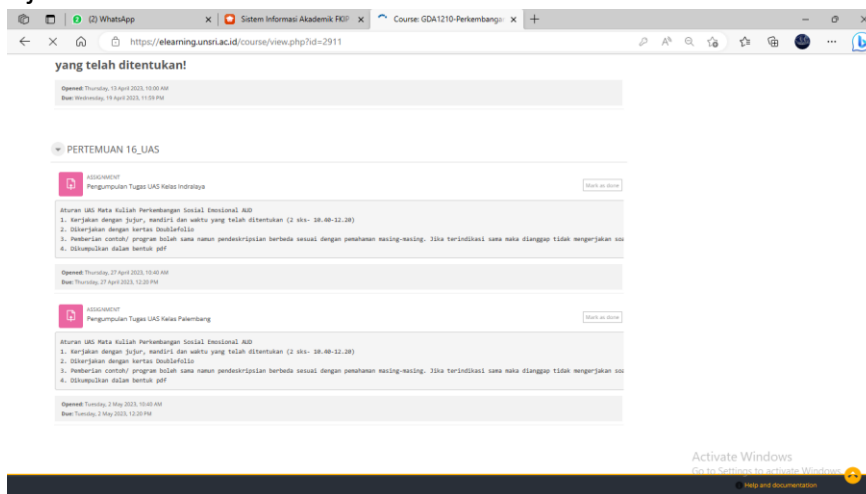 (2) WhatsApp
Sistem Informasi Akademik FKIP
Course: GDA1210-Perkembangan
https://elearning.unsri.ac.id/course/view.php?id=2911
yang telah ditentukan!
Opened: Thursday, 13 April 2023, 10:00 AM
Due: Wednesday, 19 April 2023, 11:59 PM
PERTEMUAN 16_UAS
ASSIGNMENT
Pengumpulan Tugas UAS Kelas Indralaya
Mark as done
Aturan UAS Mata Kuliah Perkembangan Sosial Emosional AUD
1. Kerjakan dengan jujur, mandiri dan waktu yang telah ditentukan (2 sks- 10.40-12.20)
2. Dikerjakan dengan kertas Doublefolio
3. Pemberian contoh/ program bolah sama namun pendeskripsian berbeda sesuai dengan pemahaman masing-masing. Jika terindikasi sama maka dianggap tidak mengerjakan soa
4. Dikumpulkan dalam bentuk pdf
Opened: Thursday, 27 April 2023, 10:40 AM
Due: Thursday, 27 April 2023, 12:20 PM
ASSIGNMENT
Pengumpulan Tugas UAS Kelas Palembang
Mark as done
Aturan UAS Mata Kuliah Perkembangan Sosial Emosional AUD
1. Kerjakan dengan jujur, mandiri dan waktu yang telah ditentukan (2 sks- 10.40-12.20)
2. Dikerjakan dengan kertas Doublefolio
3. Pemberian contoh/ program bolah sama namun pendeskripsian berbeda sesuai dengan pemahaman masing-masing. Jika terindikasi sama maka dianggap tidak mengerjakan soa
4. Dikumpulkan dalam bentuk pdf
Opened: Tuesday, 2 May 2023, 10:40 AM
Due: Tuesday, 2 May 2023, 12:20 PM
Activate Windows
Go to Settings to activate Windows.
Help and documentation